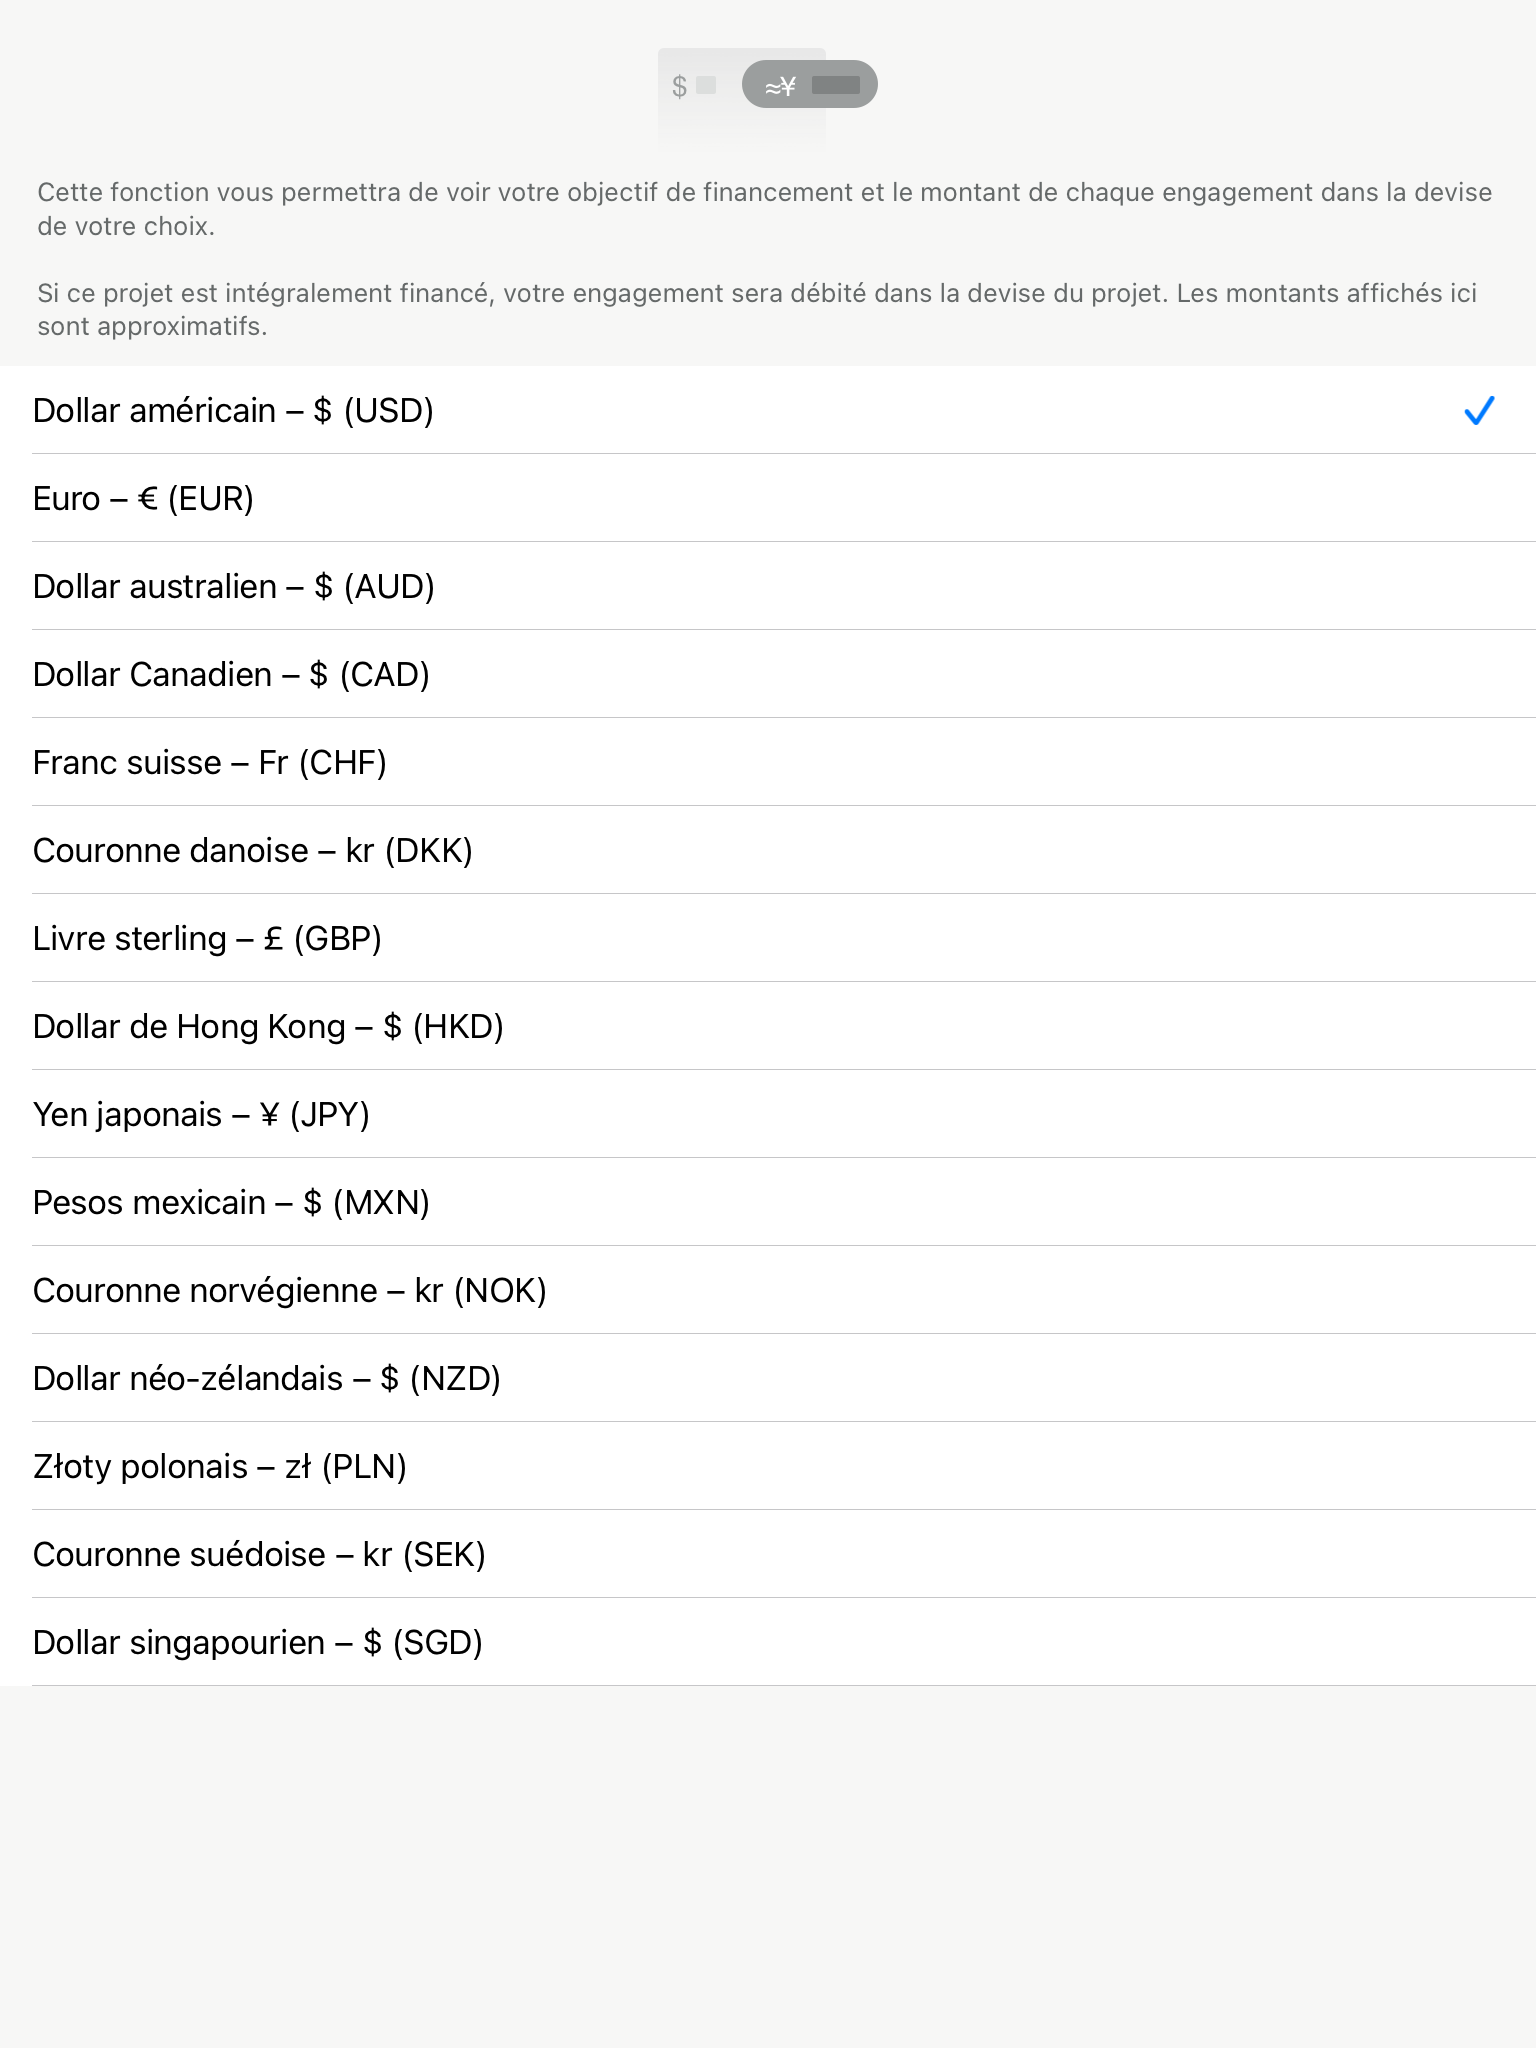 $ ≈¥
Cette fonction vous permettra de voir votre objectif de financement et le montant de chaque engagement dans la devise
de votre choix.
Si ce projet est intégralement financé, votre engagement sera débité dans la devise du projet. Les montants affichés ici
sont approximatifs.
Dollar américain – $ (USD)
Euro – € (EUR)
Dollar australien – $ (AUD)
Dollar Canadien – $ (CAD)
Franc suisse – Fr (CHF)
Couronne danoise – kr (DKK)
Livre sterling – £ (GBP)
Dollar de Hong Kong – $ (HKD)
Yen japonais – ¥ (JPY)
Pesos mexicain – $ (MXN)
Couronne norvégienne – kr (NOK)
Dollar néo-zélandais – $ (NZD)
Złoty polonais – zł (PLN)
Couronne suédoise – kr (SEK)
Dollar singapourien – $ (SGD)